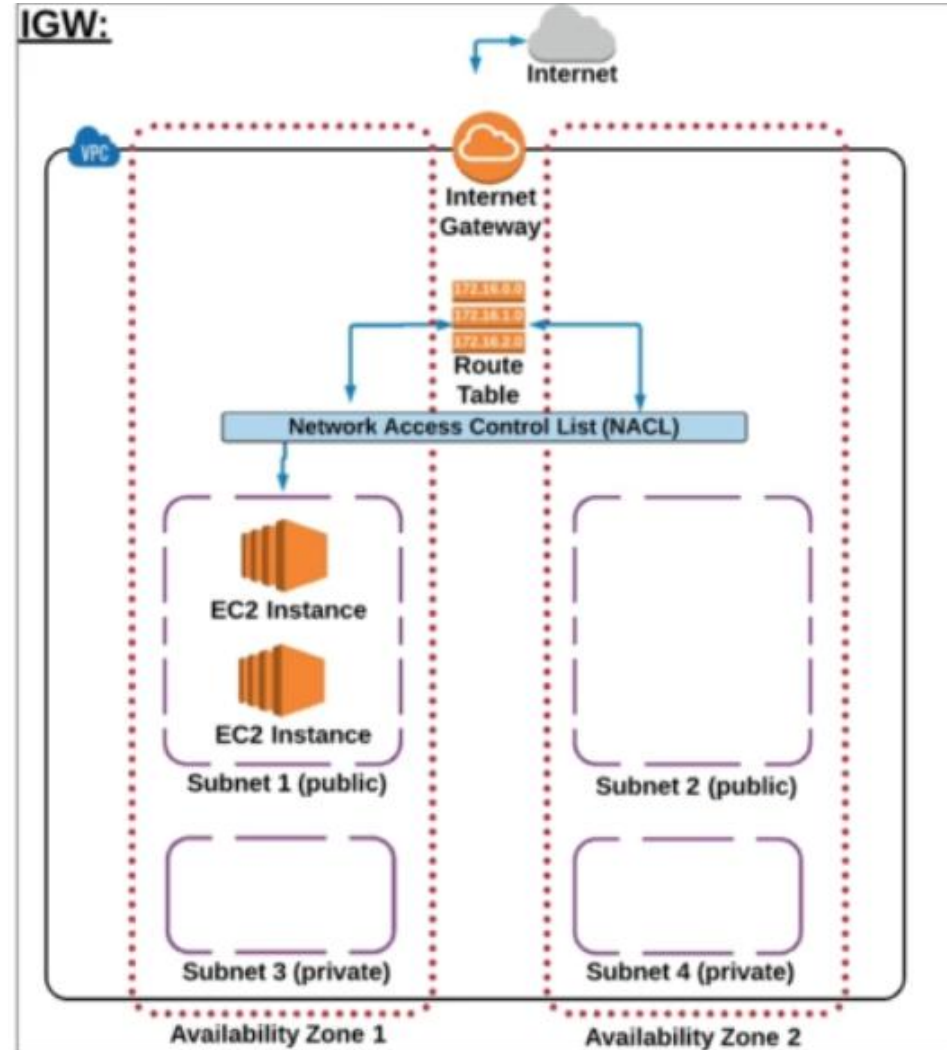 IGW:
Internet
VPC
Internet
Gateway
172.16.0.0
172.16.1.0
172.16.2.0
Route
Table
Network Access Control List (NACL)
EC2 Instance
EC2 Instance
Subnet 1 (public)
Subnet 2 (public)
Subnet 3 (private)
Subnet 4 (private)
Availability Zone 1
Availability Zone 2